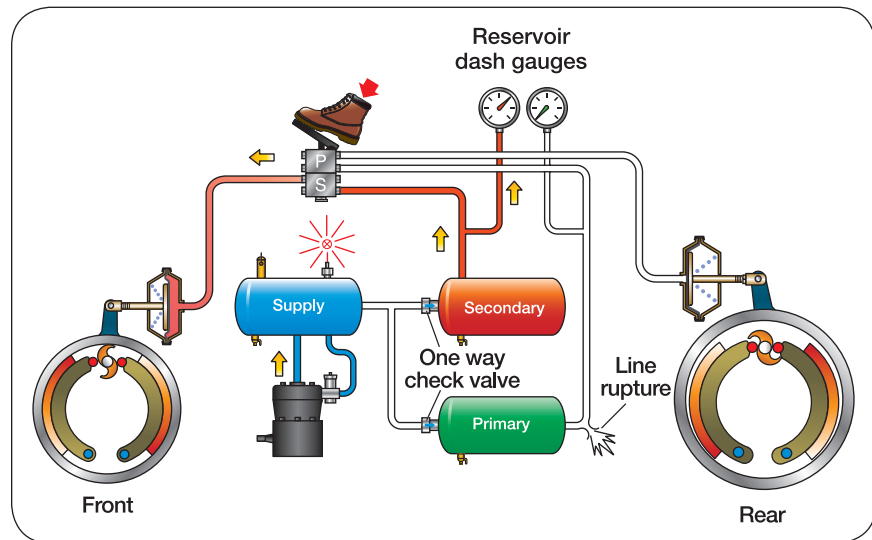 Reservoir
dash gauges
P
S
Supply
Secondary
One way
check valve
Line
rupture
Primary
Front
Rear